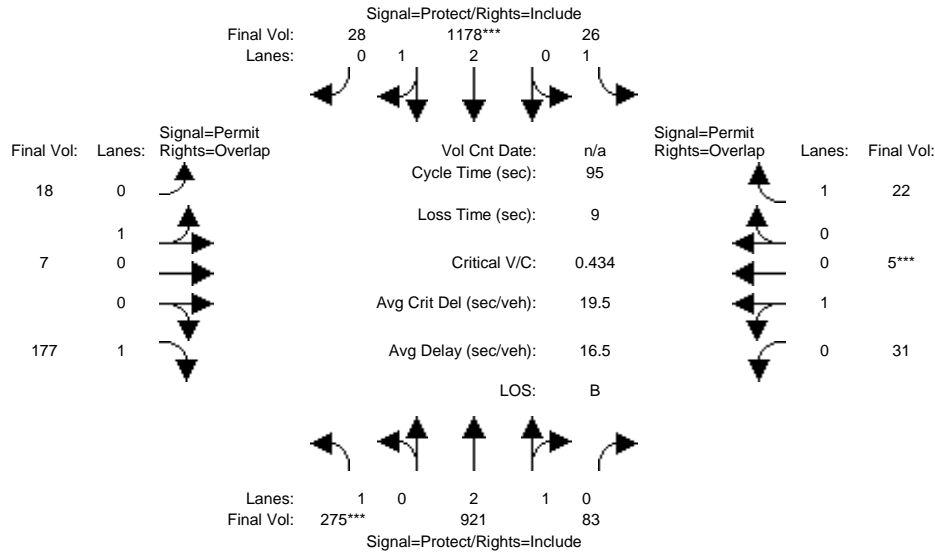 Signal=Protect/Rights=Include
Final Vol: 28 1178*** 26
Lanes: 0 1 2 0 1
Signal=Permit Signal=Permit
Final Vol: Lanes: Rights=Overlap Vol Cnt Date: n/a Rights=Overlap Lanes: Final Vol:
Cycle Time (sec): 95
18 0 1 22
Loss Time (sec): 9
1 0
7 0 Critical V/C: 0.434 0 5***
0 Avg Crit Del (sec/veh): 19.5 1
177 1 Avg Delay (sec/veh): 16.5 0 31
LOS: B
Lanes: 1 0 2 1 0
Final Vol: 275*** 921 83
Signal=Protect/Rights=Include